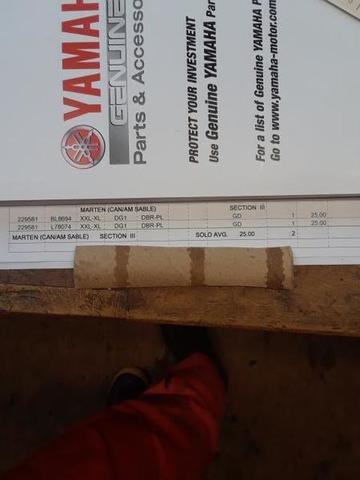 YAMAHA
GENUINE
Parts & Accesso
PROTECT YOUR INVESTMENT
Use Genuine YAMAHA Par
For a list of Genuine YAMAHA P
Go to www.yamaha-motor.com
MARTEN (CAN/AM SABLE) SECTION III
229581 BL8694 XXL-XL DG1 DBR-PL GD 1 25.00
229581 L78074 XXL-XL DG1 DBR-PL GD 1 25.00
MARTEN (CAN/AM SABLE) SECTION III SOLD AVG. 25.00 2